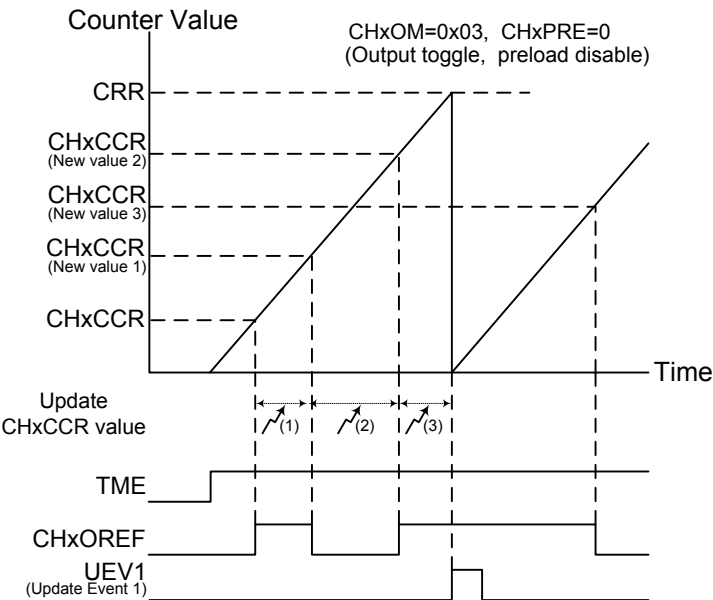 Counter Value
CHxOM=0x03, CHxPRE=0
(Output toggle, preload disable)
CRR
CHxCCR
(New value 2)
CHxCCR
(New value 3)
CHxCCR
(New value 1)
CHxCCR
Time
Update
CHxCCR value
(1)
(2)
(3)
TME
CHxOREF
UEV1
(Update Event 1)